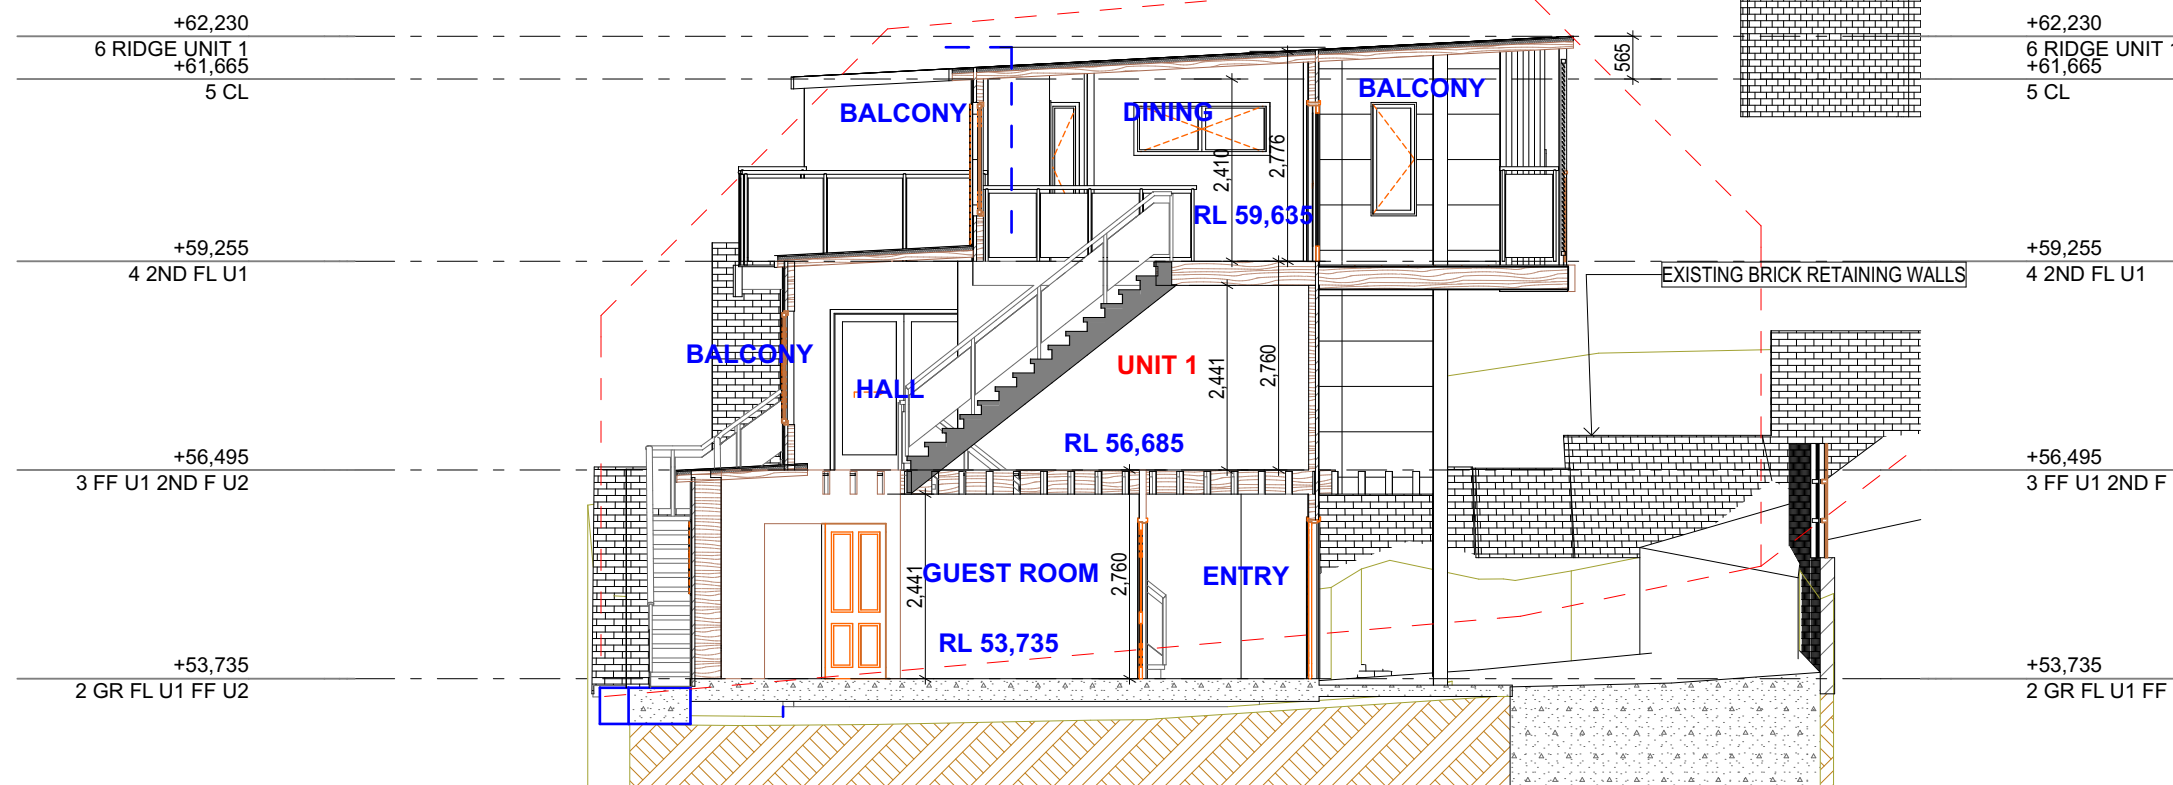 +62,230
6 RIDGE UNIT 1
+61,665
5 CL
+59,255
4 2ND FL U1
+56,495
3 FF U1 2ND F U2
+53,735
2 GR FL U1 FF U2
BALCONY
DINING
BALCONY
565
2,410
2,776
RL 59,635
EXISTING BRICK RETAINING WALLS
BALCONY
HALL
UNIT 1
2,441
2,760
RL 56,685
2,441
GUEST ROOM
2,760
ENTRY
RL 53,735
+62,230
6 RIDGE UNIT 1
+61,665
5 CL
+59,255
4 2ND FL U1
+56,495
3 FF U1 2ND F
+53,735
2 GR FL U1 FF